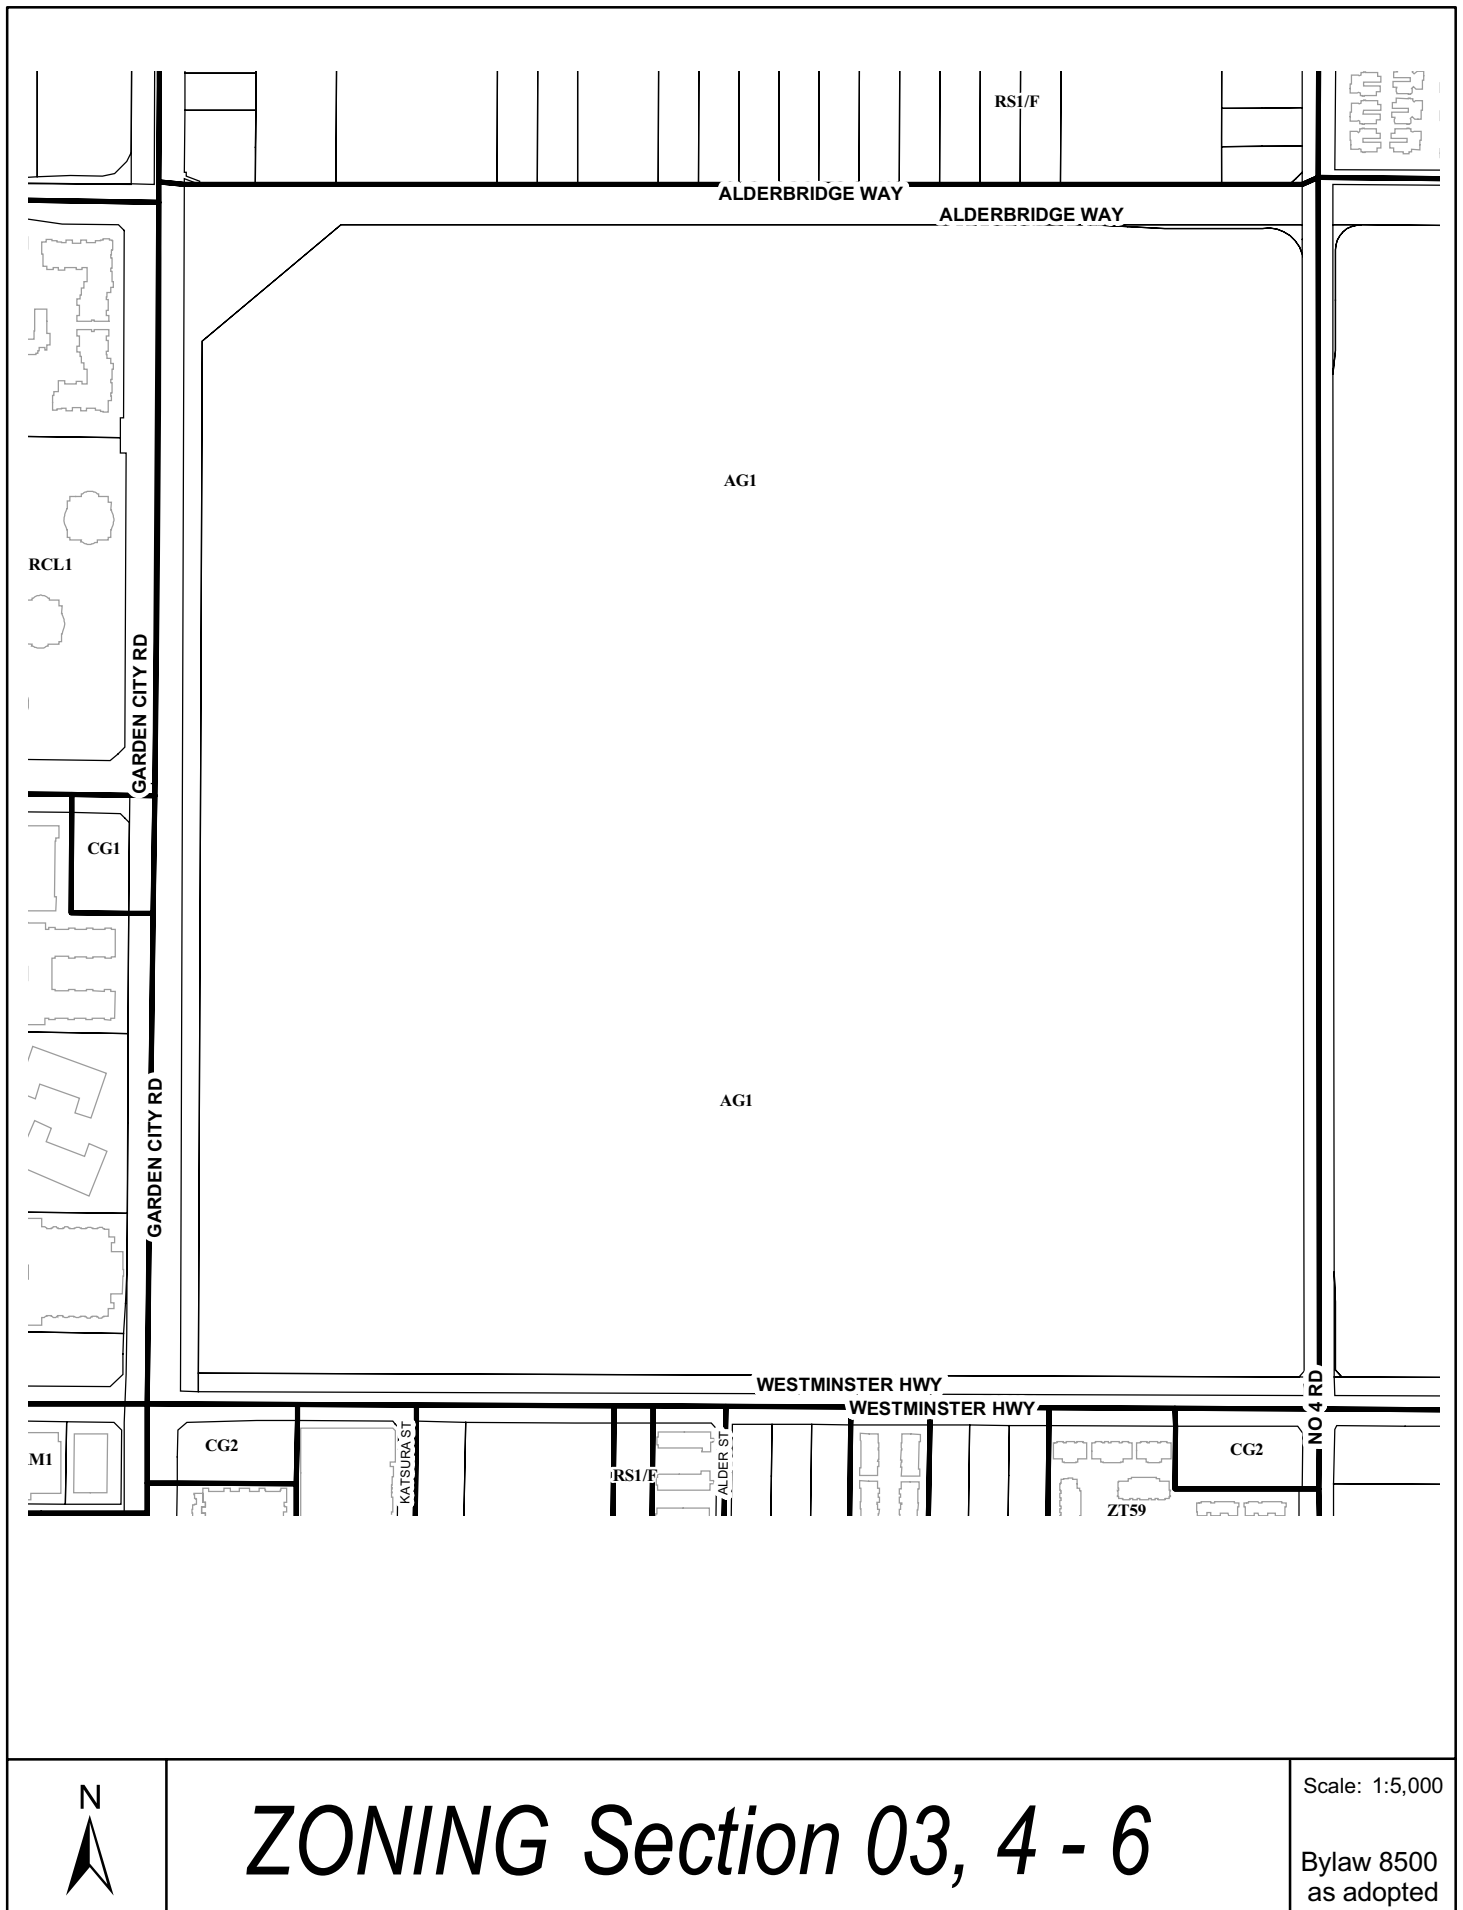 RS1/F
ALDERBRIDGE WAY
ALDERBRIDGE WAY
AG1
RCL1
GARDEN CITY RD
CG1
AG1
GARDEN CITY RD
WESTMINSTER HWY
WESTMINSTER HWY
NO 4 RD
M1
CG2
KATSURA ST
RS1/F
ALDER ST
CG2
ZT59
N
ZONING Section 03, 4 - 6
Scale: 1:5,000
Bylaw 8500
as adopted